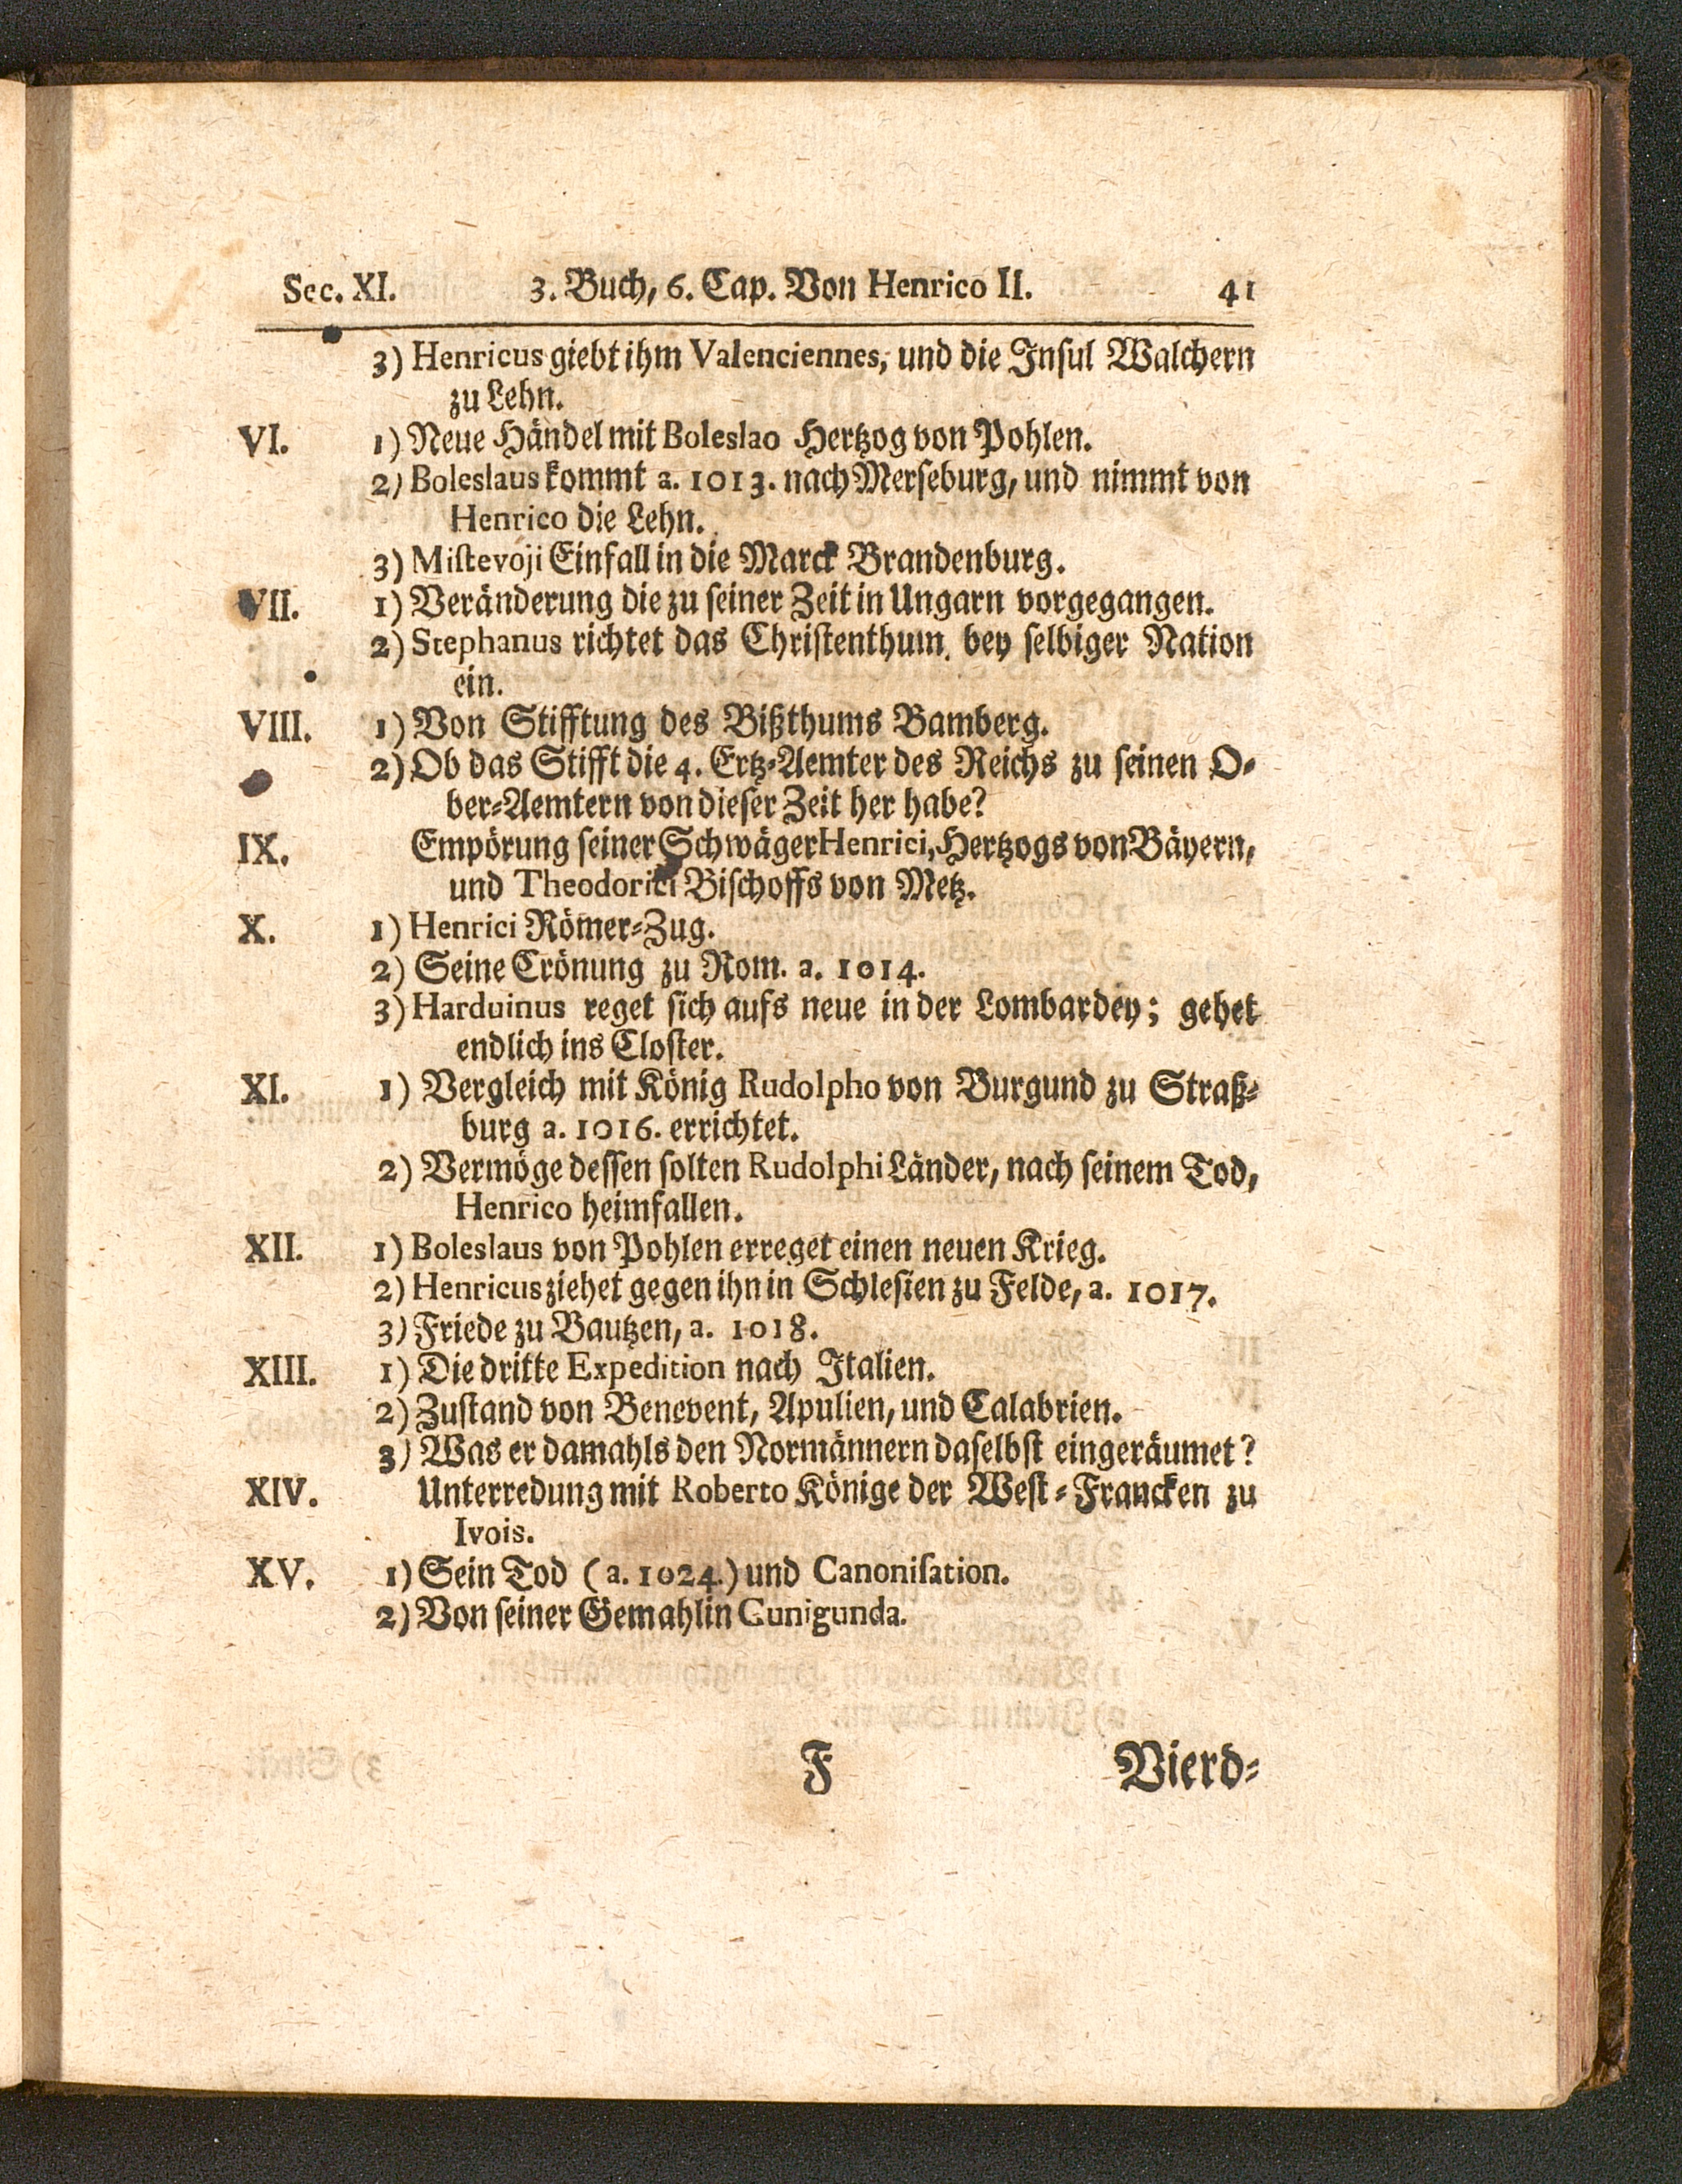 Sec. XI. 3. Buch, 6. Cap. Von Henrico II. 41
3) Henricus giebt ihm Valenciennes, und die Inſul Walchern
zu Lehn.
VI. 1) Neue Händel mit Boleslao Hertzog von Pohlen.
2) Boleslaus kommt a. 1013. nach Merſeburg, und nimmt von
Henrico die Lehn.
3) Miſtevoji Einfall in die Marck Brandenburg.
VII. 1) Veränderung die zu ſeiner Zeit in Ungarn vorgegangen.
2) Stephanus richtet das Chriſtenthum bey ſelbiger Nation
ein.
VIII. 1) Von Stifftung des Bißthums Bamberg.
2) Ob das Stifft die 4. Ertz-Aemter des Reichs zu ſeinen O-
ber-Aemtern von dieſer Zeit her habe?
IX. Empörung ſeiner Schwäger Henrici, Hertzogs von Bäyern,
und Theodorici Biſchoffs von Metz.
X. 1) Henrici Römer-Zug.
2) Seine Crönung zu Rom. a. 1014.
3) Harduinus reget ſich aufs neue in der Lombardey; gehet
endlich ins Cloſter.
XI. 1) Vergleich mit König Rudolpho von Burgund zu Straß-
burg a. 1016. errichtet.
2) Vermöge deſſen ſolten Rudolphi Länder, nach ſeinem Tod,
Henrico heimfallen.
XII. 1) Boleslaus von Pohlen erreget einen neuen Krieg.
2) Henricus ziehet gegen ihn in Schleſien zu Felde, a. 1017.
3) Friede zu Bautzen, a. 1018.
XIII. 1) Die dritte Expedition nach Italien.
2) Zuſtand von Benevent, Apulien, und Calabrien.
3) Was er damahls den Normännern daſelbſt eingeräumet?
XIV. Unterredung mit Roberto Könige der Weſt-Francken zu
Ivois.
XV. 1) Sein Tod (a. 1024.) und Canoniſation.
2) Von ſeiner Gemahlin Cunigunda.
F Vierd-